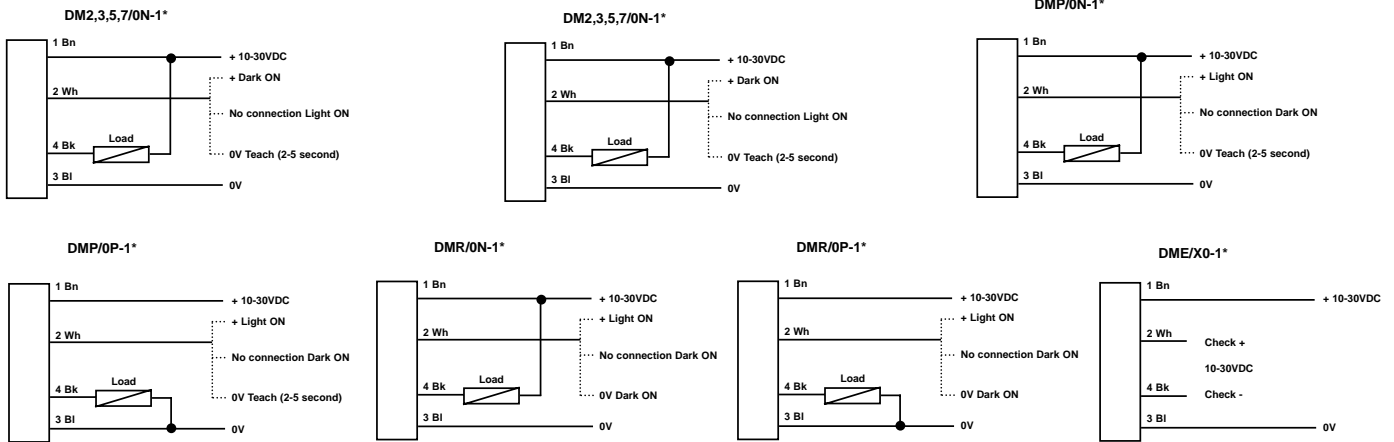 DM2,3,5,7/0N-1*
1 Bn
+ 10-30VDC
+ Dark ON
2 Wh
No connection Light ON
Load
4 Bk
0V Teach (2-5 second)
3 Bl
0V
DM2,3,5,7/0N-1*
1 Bn
+ 10-30VDC
+ Dark ON
2 Wh
No connection Light ON
Load
4 Bk
0V Teach (2-5 second)
3 Bl
0V
DMP/0N-1*
1 Bn
+ 10-30VDC
+ Light ON
2 Wh
No connection Dark ON
Load
4 Bk
0V Teach (2-5 second)
3 Bl
0V
DMP/0P-1*
1 Bn
+ 10-30VDC
+ Light ON
2 Wh
No connection Dark ON
Load
4 Bk
0V Teach (2-5 second)
3 Bl
0V
DMR/0N-1*
1 Bn
+ 10-30VDC
+ Light ON
2 Wh
No connection Dark ON
Load
4 Bk
0V Dark ON
3 Bl
0V
DMR/0P-1*
1 Bn
+ 10-30VDC
+ Light ON
2 Wh
No connection Dark ON
Load
4 Bk
0V Dark ON
3 Bl
0V
DME/X0-1*
1 Bn
+ 10-30VDC
2 Wh
Check +
10-30VDC
4 Bk
Check -
3 Bl
0V